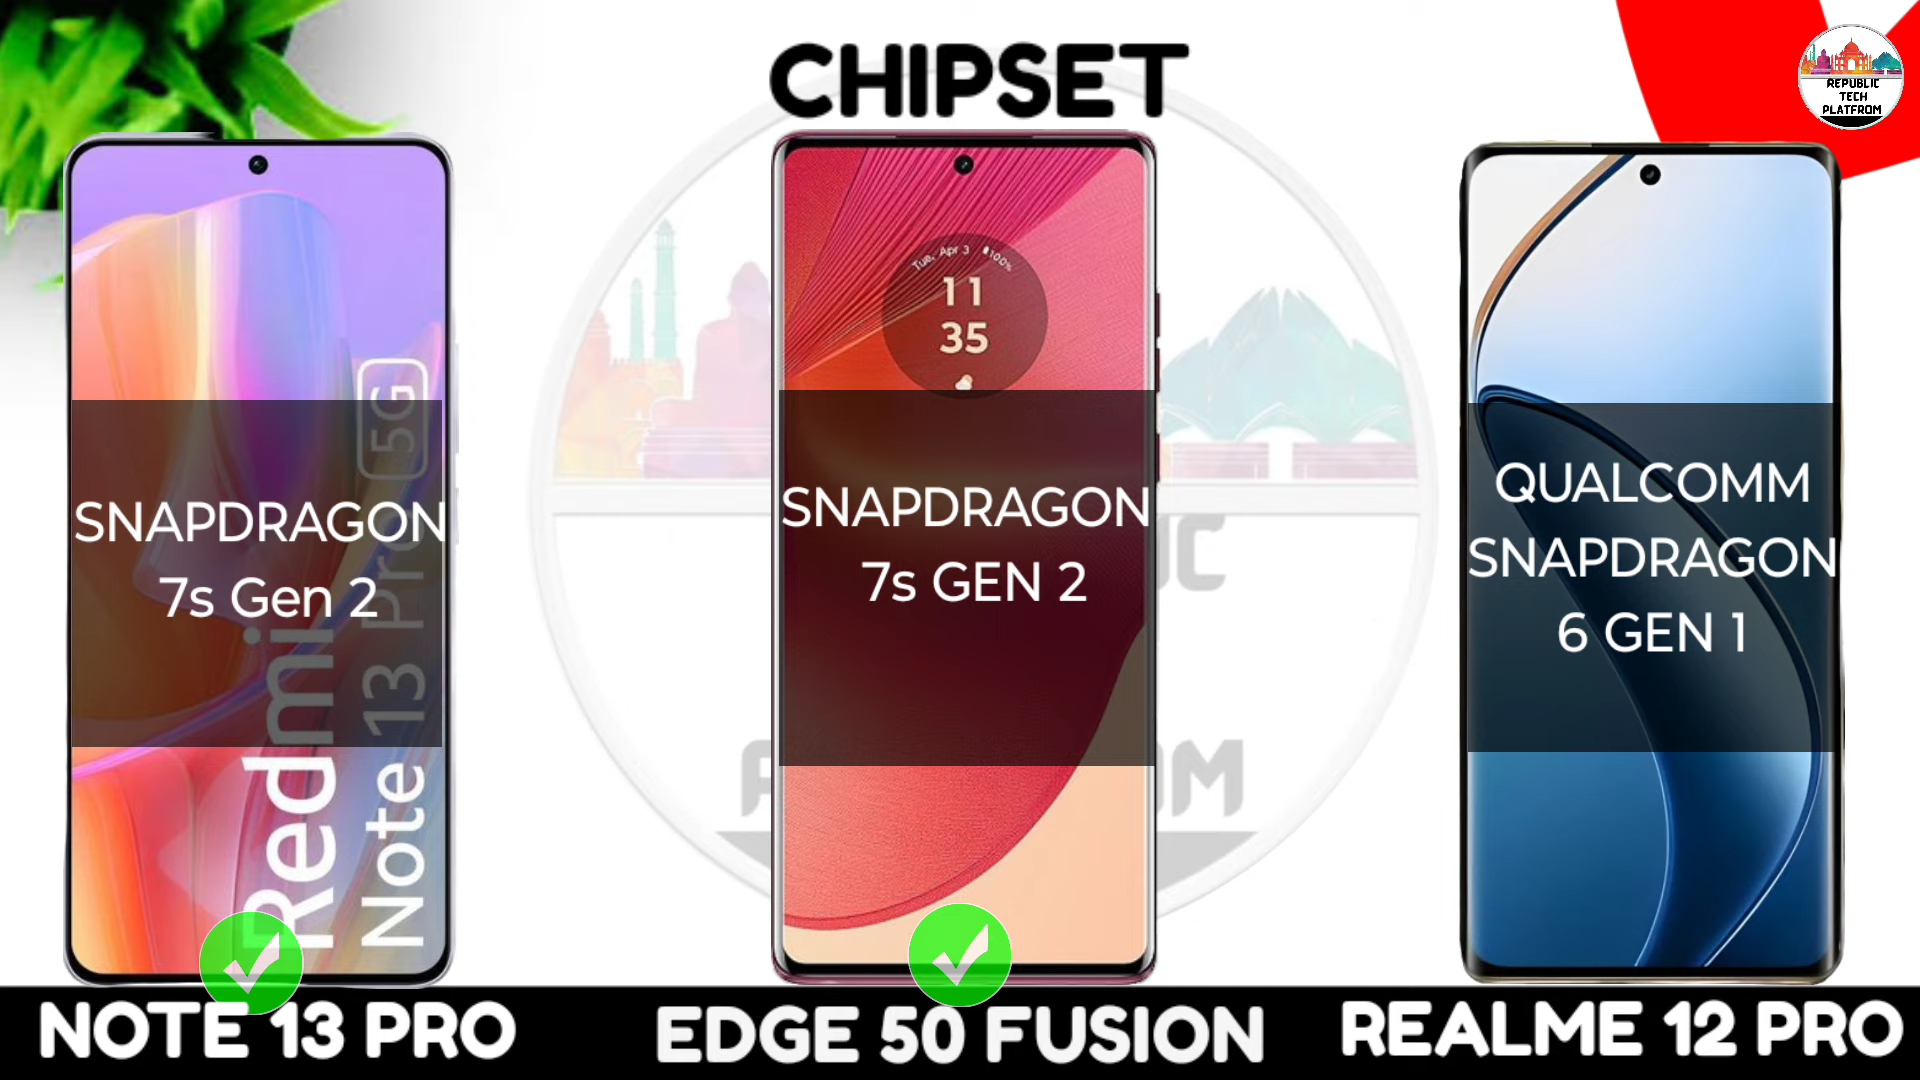 CHIPSET
REPUBLIC
TECH
PLATFROM
Tue, Apr 3 100%
11
35
5G
Redmi
Note 13 Pro
SNAPDRAGON
7s Gen 2
SNAPDRAGON
7s GEN 2
QUALCOMM
SNAPDRAGON
6 GEN 1
NOTE 13 PRO
EDGE 50 FUSION
REALME 12 PRO